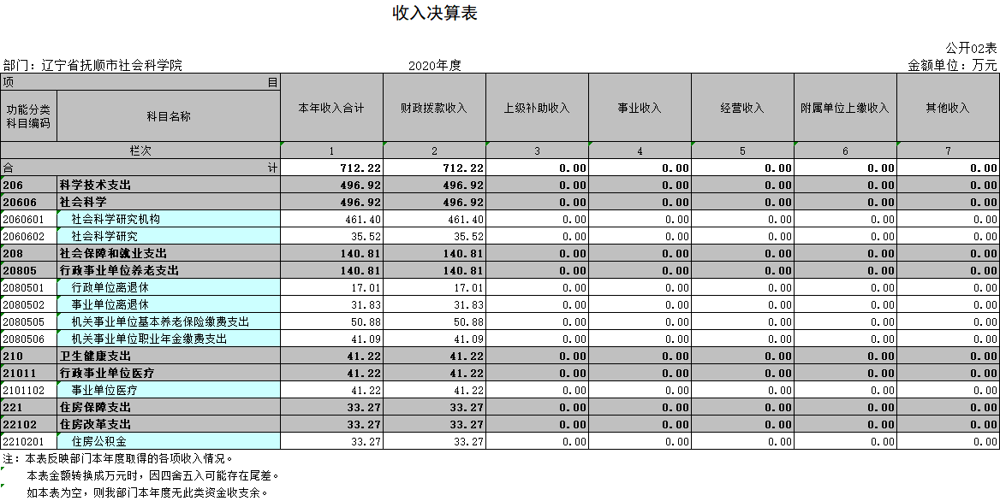 收入决算表
公开02表
部门：辽宁省抚顺市社会科学院 2020年度 金额单位：万元
项 目 本年收入合计 财政拨款收入 上级补助收入 事业收入 经营收入 附属单位上缴收入 其他收入
功能分类科目编码 科目名称
栏次 1 2 3 4 5 6 7
合 计 712.22 712.22 0.00 0.00 0.00 0.00 0.00
206 科学技术支出 496.92 496.92 0.00 0.00 0.00 0.00 0.00
20606 社会科学 496.92 496.92 0.00 0.00 0.00 0.00 0.00
2060601 社会科学研究机构 461.40 461.40 0.00 0.00 0.00 0.00 0.00
2060602 社会科学研究 35.52 35.52 0.00 0.00 0.00 0.00 0.00
208 社会保障和就业支出 140.81 140.81 0.00 0.00 0.00 0.00 0.00
20805 行政事业单位养老支出 140.81 140.81 0.00 0.00 0.00 0.00 0.00
2080501 行政单位离退休 17.01 17.01 0.00 0.00 0.00 0.00 0.00
2080502 事业单位离退休 31.83 31.83 0.00 0.00 0.00 0.00 0.00
2080505 机关事业单位基本养老保险缴费支出 50.88 50.88 0.00 0.00 0.00 0.00 0.00
2080506 机关事业单位职业年金缴费支出 41.09 41.09 0.00 0.00 0.00 0.00 0.00
210 卫生健康支出 41.22 41.22 0.00 0.00 0.00 0.00 0.00
21011 行政事业单位医疗 41.22 41.22 0.00 0.00 0.00 0.00 0.00
2101102 事业单位医疗 41.22 41.22 0.00 0.00 0.00 0.00 0.00
221 住房保障支出 33.27 33.27 0.00 0.00 0.00 0.00 0.00
22102 住房改革支出 33.27 33.27 0.00 0.00 0.00 0.00 0.00
2210201 住房公积金 33.27 33.27 0.00 0.00 0.00 0.00 0.00
注：本表反映部门本年度取得的各项收入情况。
本表金额转换成万元时，因四舍五入可能存在尾差。
如本表为空，则我部门本年度无此类资金收支余。